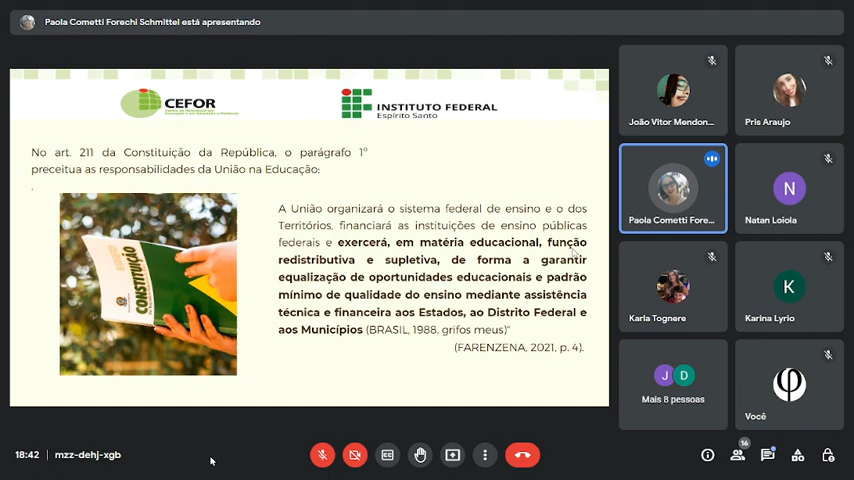 Paola Cometti Forechi Schmittel está apresentando
CEFOR
INSTITUTO FEDERAL
Espírito Santo
No art. 211 da Constituição da República, o parágrafo 1º
preceitua as responsabilidades da União na Educação:
.
CONSTITUIÇÃO
A União organizará o sistema federal de ensino e o dos
Territórios, financiará as instituições de ensino públicas
federais e exercerá, em matéria educacional, função
redistributiva e supletiva, de forma a garantir
equalização de oportunidades educacionais e padrão
mínimo de qualidade do ensino mediante assistência
técnica e financeira aos Estados, ao Distrito Federal e
aos Municípios (BRASIL, 1988, grifos meus)"
(FARENZENA, 2021, p. 4).
João Vitor Mendon...
Pris Araujo
Paola Cometti Fore...
N
Natan Loiola
Karla Tognere
K
Karina Lyrio
J D
Mais 8 pessoas
φ
Você
18:42 | mzz-dehj-xgb
CC
16